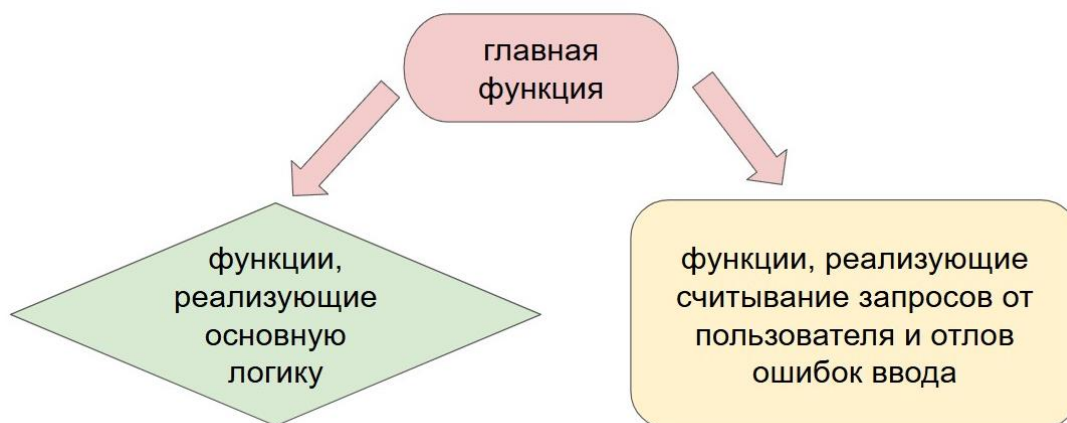 главная
функция
функции,
реализующие
основную
логику
функции, реализующие
считывание запросов от
пользователя и отлов
ошибок ввода